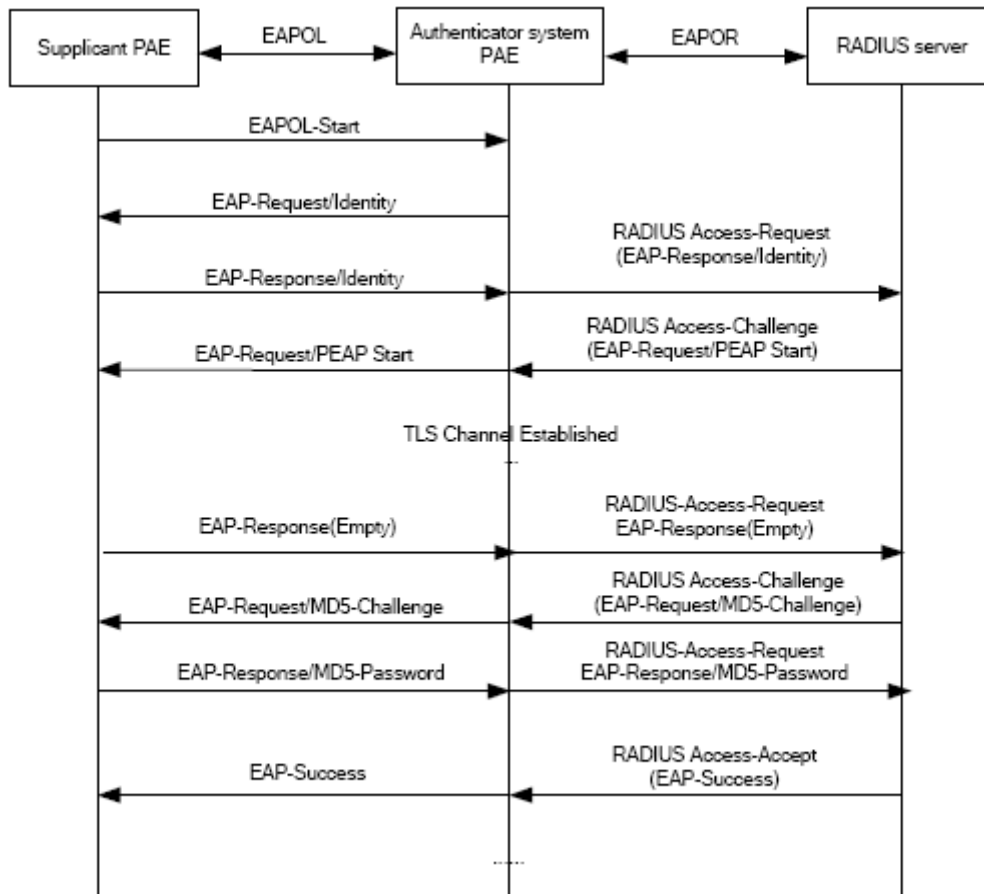 Supplicant PAE
EAPOL
Authenticator system
PAE
EAPOR
RADIUS server
EAPOL-Start
EAP-Request/Identity
RADIUS Access-Request
(EAP-Response/Identity)
EAP-Response/Identity
RADIUS Access-Challenge
(EAP-Request/PEAP Start)
EAP-Request/PEAP Start
TLS Channel Established
RADIUS-Access-Request
EAP-Response(Empty)
EAP-Response(Empty)
RADIUS Access-Challenge
(EAP-Request/MD5-Challenge)
EAP-Request/MD5-Challenge
RADIUS-Access-Request
EAP-Response/MD5-Password
EAP-Response/MD5-Password
RADIUS Access-Accept
(EAP-Success)
EAP-Success